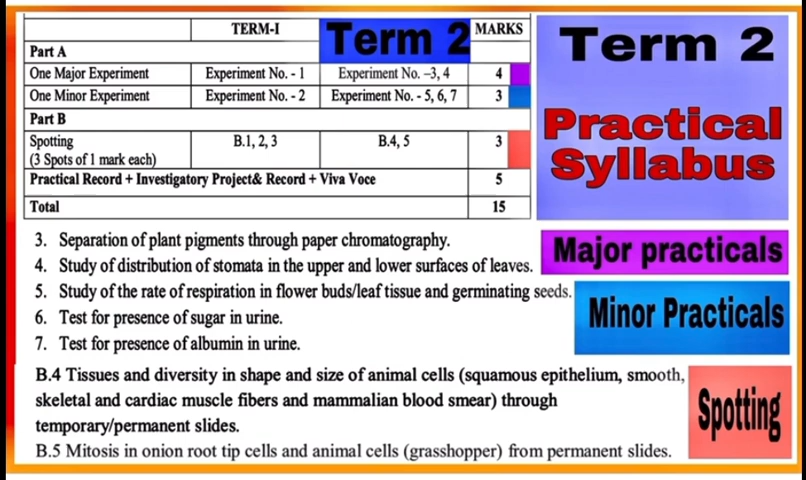 TERM-I Term 2 MARKS
Part A
One Major Experiment Experiment No. - 1 Experiment No. –3, 4 4
One Minor Experiment Experiment No. - 2 Experiment No. - 5, 6, 7 3
Part B
Spotting B.1, 2, 3 B.4, 5 3
(3 Spots of 1 mark each)
Practical Record + Investigatory Project& Record + Viva Voce 5
Total 15
Term 2
Practical
Syllabus
3. Separation of plant pigments through paper chromatography.
4. Study of distribution of stomata in the upper and lower surfaces of leaves.
Major practicals
5. Study of the rate of respiration in flower buds/leaf tissue and germinating seeds.
6. Test for presence of sugar in urine.
7. Test for presence of albumin in urine.
Minor Practicals
B.4 Tissues and diversity in shape and size of animal cells (squamous epithelium, smooth,
skeletal and cardiac muscle fibers and mammalian blood smear) through
temporary/permanent slides.
B.5 Mitosis in onion root tip cells and animal cells (grasshopper) from permanent slides.
Spotting